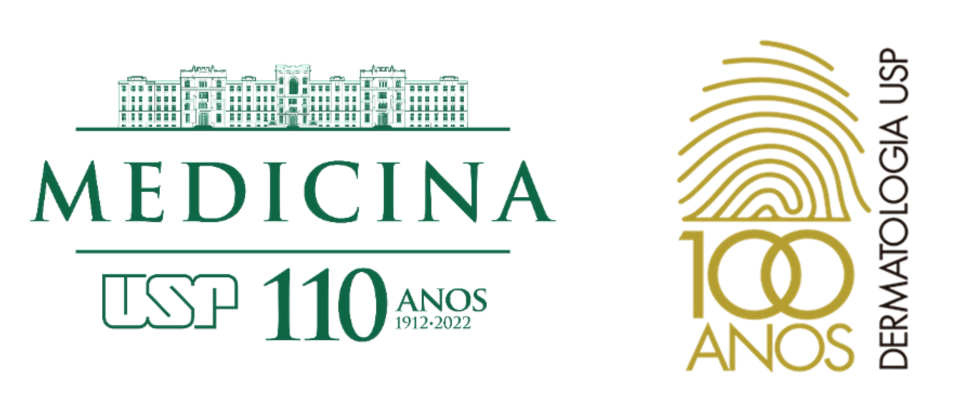 MEDICINA
USP 110 ANOS
1912·2022
100
ANOS
DERMATOLOGIA USP